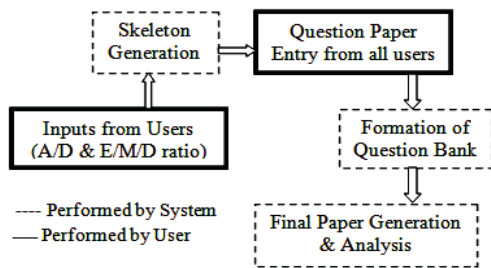 Skeleton
Generation
Question Paper
Entry from all users
Inputs from Users
(A/D & E/M/D ratio)
Formation of
Question Bank
---- Performed by System
— Performed by User
Final Paper Generation
& Analysis